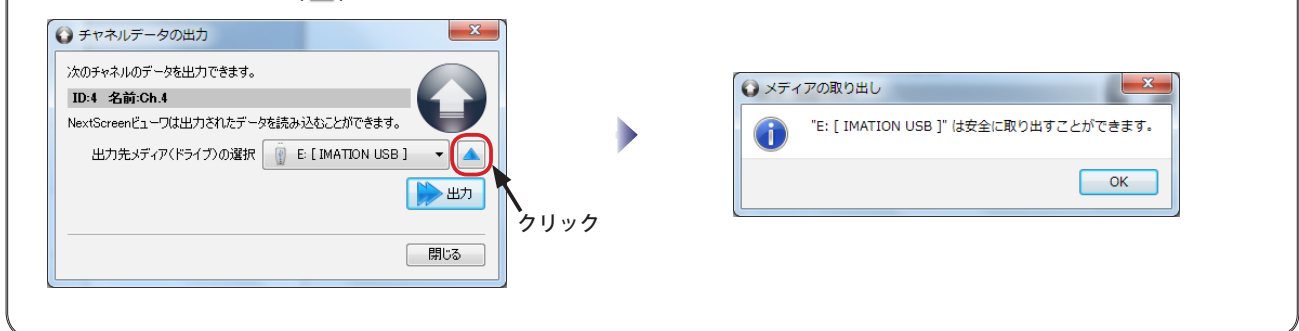 チャネルデータの出力
次のチャネルのデータを出力できます。
ID:4 名前:Ch.4
NextScreenビューワは出力されたデータを読み込むことができます。
出力先メディア(ドライブ)の選択 E: [ IMATION USB ]
出力
クリック
閉じる
メディアの取り出し
"E: [ IMATION USB ]" は安全に取り出すことができます。
OK